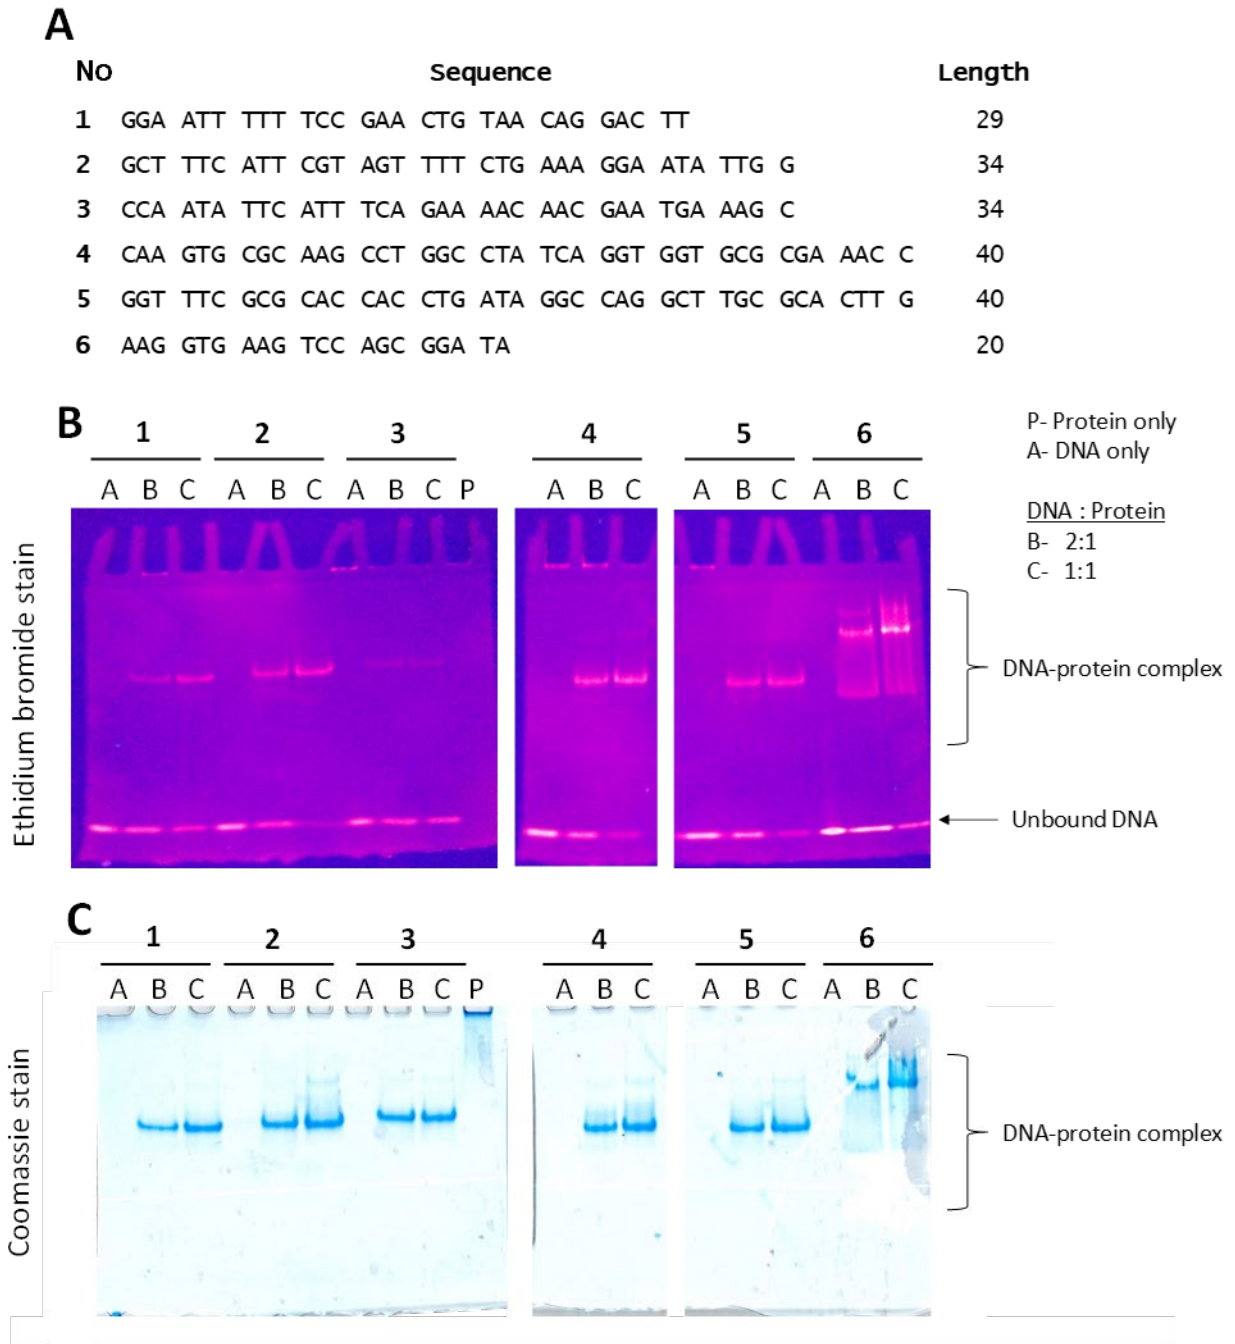 A
No Sequence Length
1 GGA ATT TTT TCC GAA CTG TAA CAG GAC TT 29
2 GCT TTC ATT CGT AGT TTT CTG AAA GGA ATA TTG G 34
3 CCA ATA TTC ATT TCA GAA AAC AAC GAA TGA AAG C 34
4 CAA GTG CGC AAG CCT GGC CTA TCA GGT GGT GCG CGA AAC C 40
5 GGT TTC GCG CAC CAC CTG ATA GGC CAG GCT TGC GCA CTT G 40
6 AAG GTG AAG TCC AGC GGA TA 20
B
1 2 3 4 5 6
A B C A B C A B C P A B C A B C A B C
P- Protein only
A- DNA only
DNA : Protein
B- 2:1
C- 1:1
Ethidium bromide stain
DNA-protein complex
Unbound DNA
C
1 2 3 4 5 6
A B C A B C A B C P A B C A B C A B C
Coomassie stain
DNA-protein complex